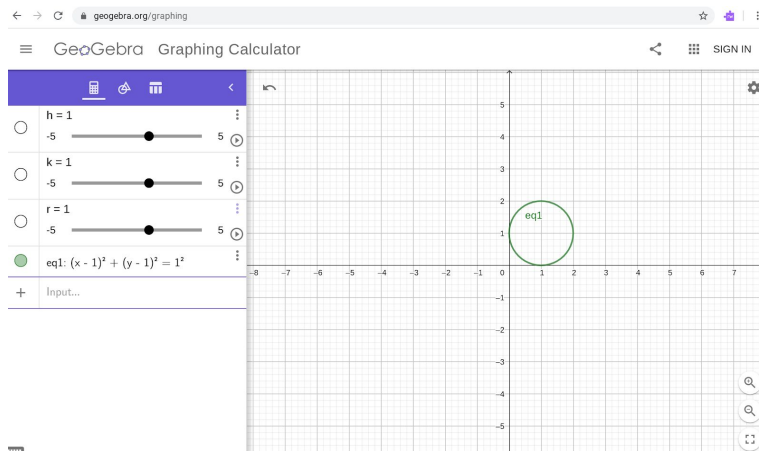 geogebra.org/graphing
GeoGebra Graphing Calculator
SIGN IN
h = 1
-5 5
k = 1
-5 5
r = 1
-5 5
eq1: (x - 1)² + (y - 1)² = 1²
Input...
5
4
3
2
eq1
1
-8 -7 -6 -5 -4 -3 -2 -1 0 1 2 3 4 5 6 7
-1
-2
-3
-4
-5